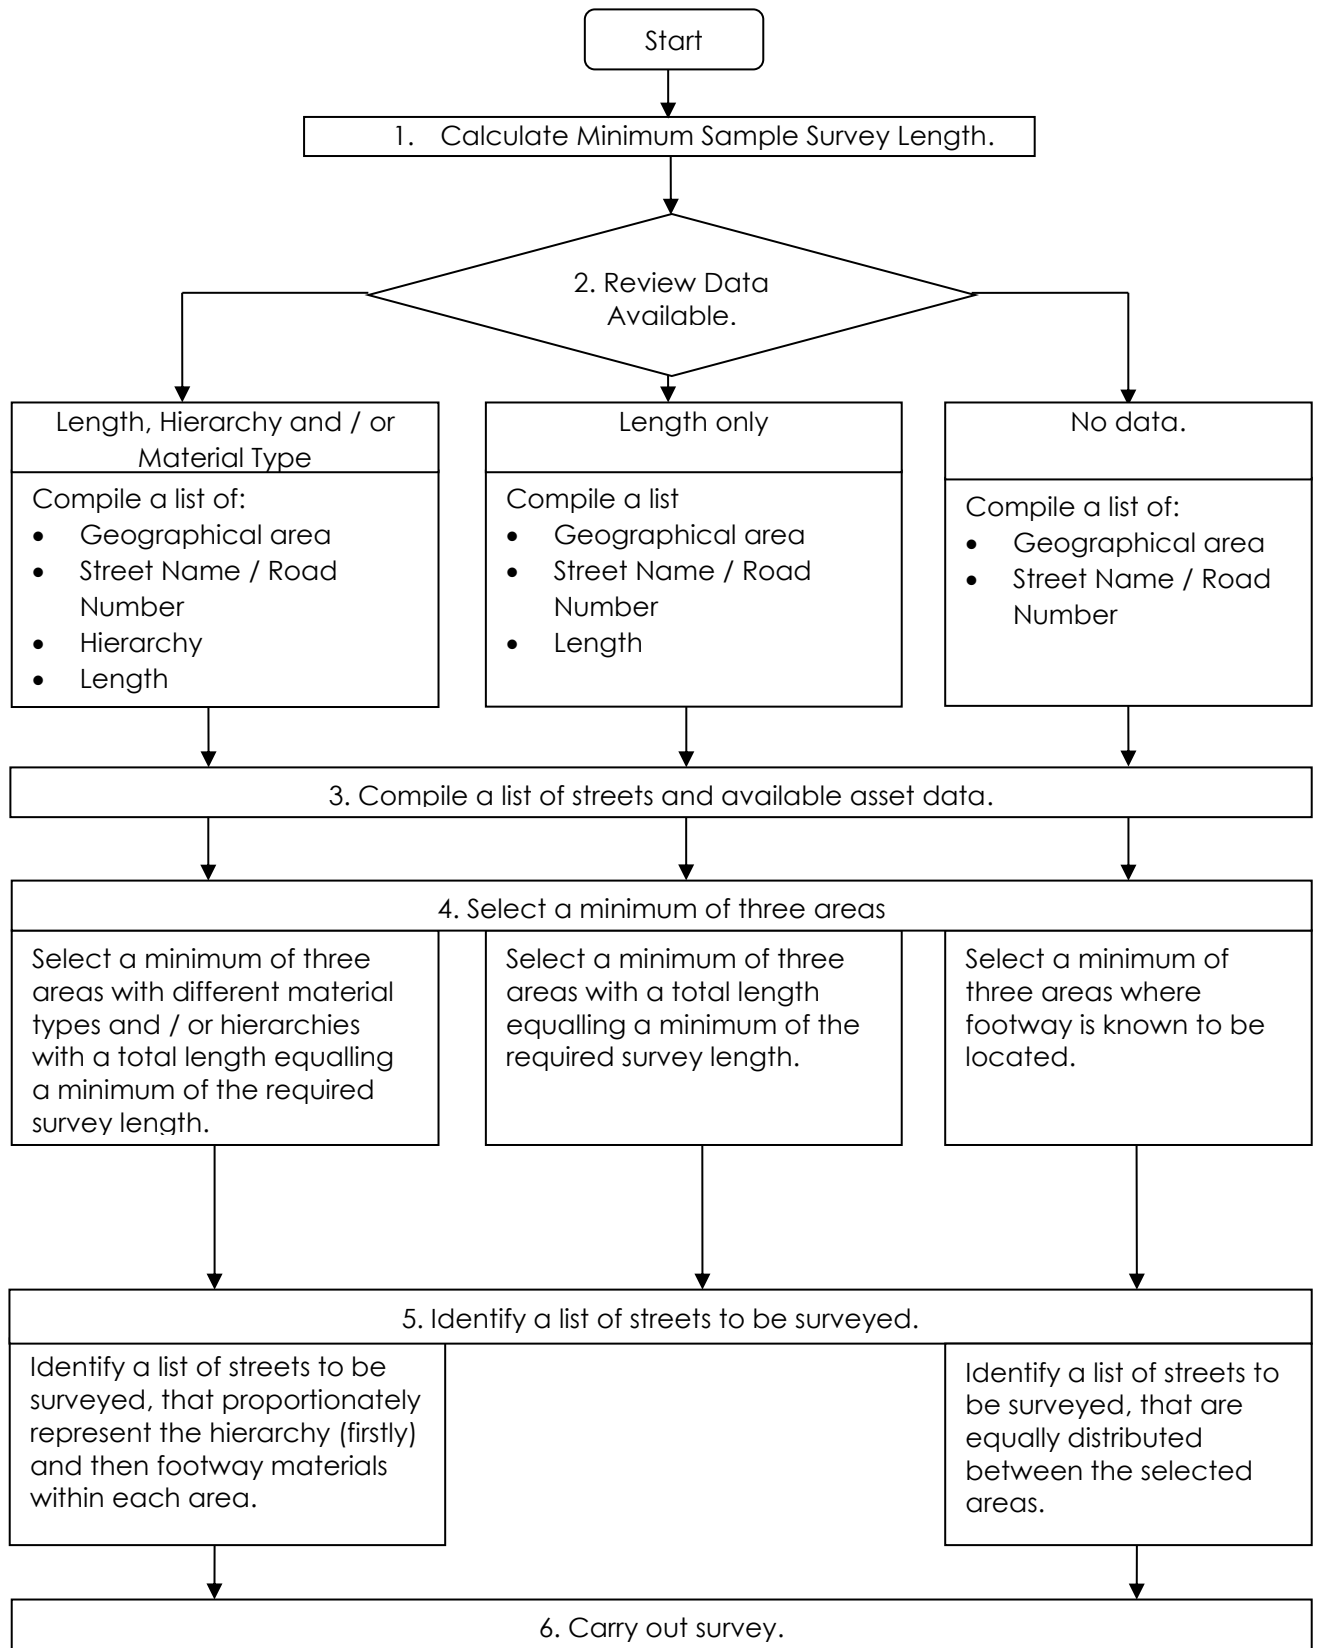 Start
1. Calculate Minimum Sample Survey Length.
2. Review Data
Available.
Length, Hierarchy and / or
Material Type
Compile a list of:
• Geographical area
• Street Name / Road
Number
• Hierarchy
• Length
Length only
Compile a list
• Geographical area
• Street Name / Road
Number
• Length
No data.
Compile a list of:
• Geographical area
• Street Name / Road
Number
3. Compile a list of streets and available asset data.
4. Select a minimum of three areas
Select a minimum of three
areas with different material
types and / or hierarchies
with a total length equalling
a minimum of the required
survey length.
Select a minimum of three
areas with a total length
equalling a minimum of the
required survey length.
Select a minimum of
three areas where
footway is known to be
located.
5. Identify a list of streets to be surveyed.
Identify a list of streets to be
surveyed, that proportionately
represent the hierarchy (firstly)
and then footway materials
within each area.
Identify a list of streets to
be surveyed, that are
equally distributed
between the selected
areas.
6. Carry out survey.